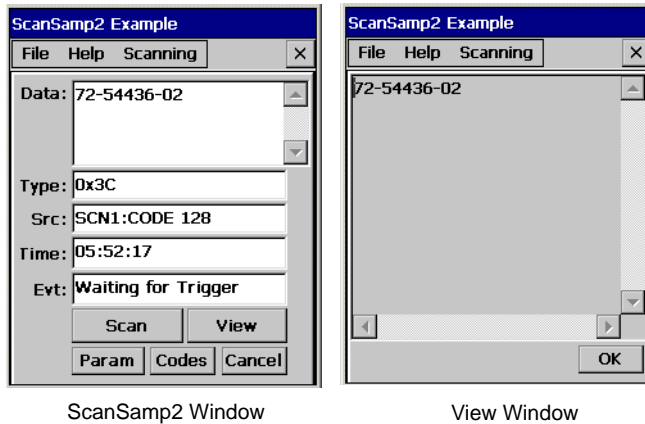 ScanSamp2 Example
File Help Scanning
Data: 72-54436-02
Type: 0x3C
Src: SCN1:CODE 128
Time: 05:52:17
Evt: Waiting for Trigger
Scan View
Param Codes Cancel
ScanSamp2 Window
ScanSamp2 Example
File Help Scanning
72-54436-02
OK
View Window